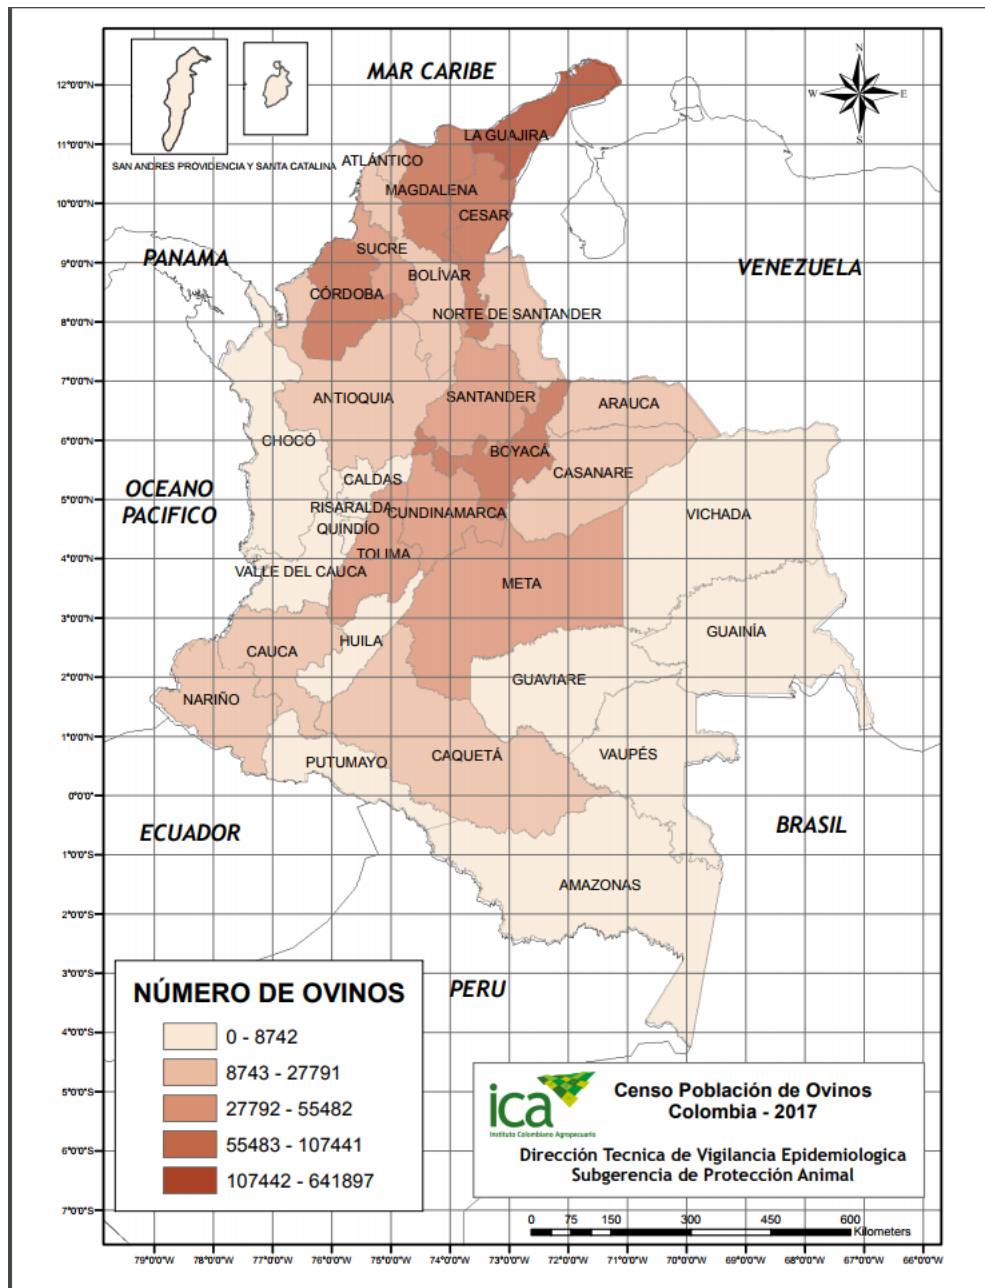 MAR CARIBE
N
W
E
S
SAN ANDRES PROVIDENCIA Y SANTA CATALINA
LA GUAJIRA
ATLÁNTICO
MAGDALENA
CESAR
PANAMA
SUCRE
VENEZUELA
BOLÍVAR
CÓRDOBA
NORTE DE SANTANDER
ANTIOQUIA
SANTANDER
ARAUCA
CHOCÓ
BOYACÁ
CALDAS
CASANARE
OCEANO
PACIFICO
RISARALDA
CUNDINAMARCA
VICHADA
QUINDÍO
TOLIMA
VALLE DEL CAUCA
META
GUAINÍA
HUILA
CAUCA
GUAVIARE
NARIÑO
CAQUETÁ
VAUPÉS
PUTUMAYO
ECUADOR
BRASIL
AMAZONAS
PERU
12°0'0"N
11°0'0"N
10°0'0"N
9°0'0"N
8°0'0"N
7°0'0"N
6°0'0"N
5°0'0"N
4°0'0"N
3°0'0"N
2°0'0"N
1°0'0"N
0°0'0"
1°0'0"S
2°0'0"S
3°0'0"S
4°0'0"S
5°0'0"S
6°0'0"S
7°0'0"S
NÚMERO DE OVINOS
0 - 8742
8743 - 27791
27792 - 55482
55483 - 107441
107442 - 641897
ica
Instituto Colombiano Agropecuario
Censo Población de Ovinos
Colombia - 2017
Dirección Tecnica de Vigilancia Epidemiologica
Subgerencia de Protección Animal
0 75 150 300 450 600
Kilometers
79°0'0"W 78°0'0"W 77°0'0"W 76°0'0"W 75°0'0"W 74°0'0"W 73°0'0"W 72°0'0"W 71°0'0"W 70°0'0"W 69°0'0"W 68°0'0"W 67°0'0"W 66°0'0"W